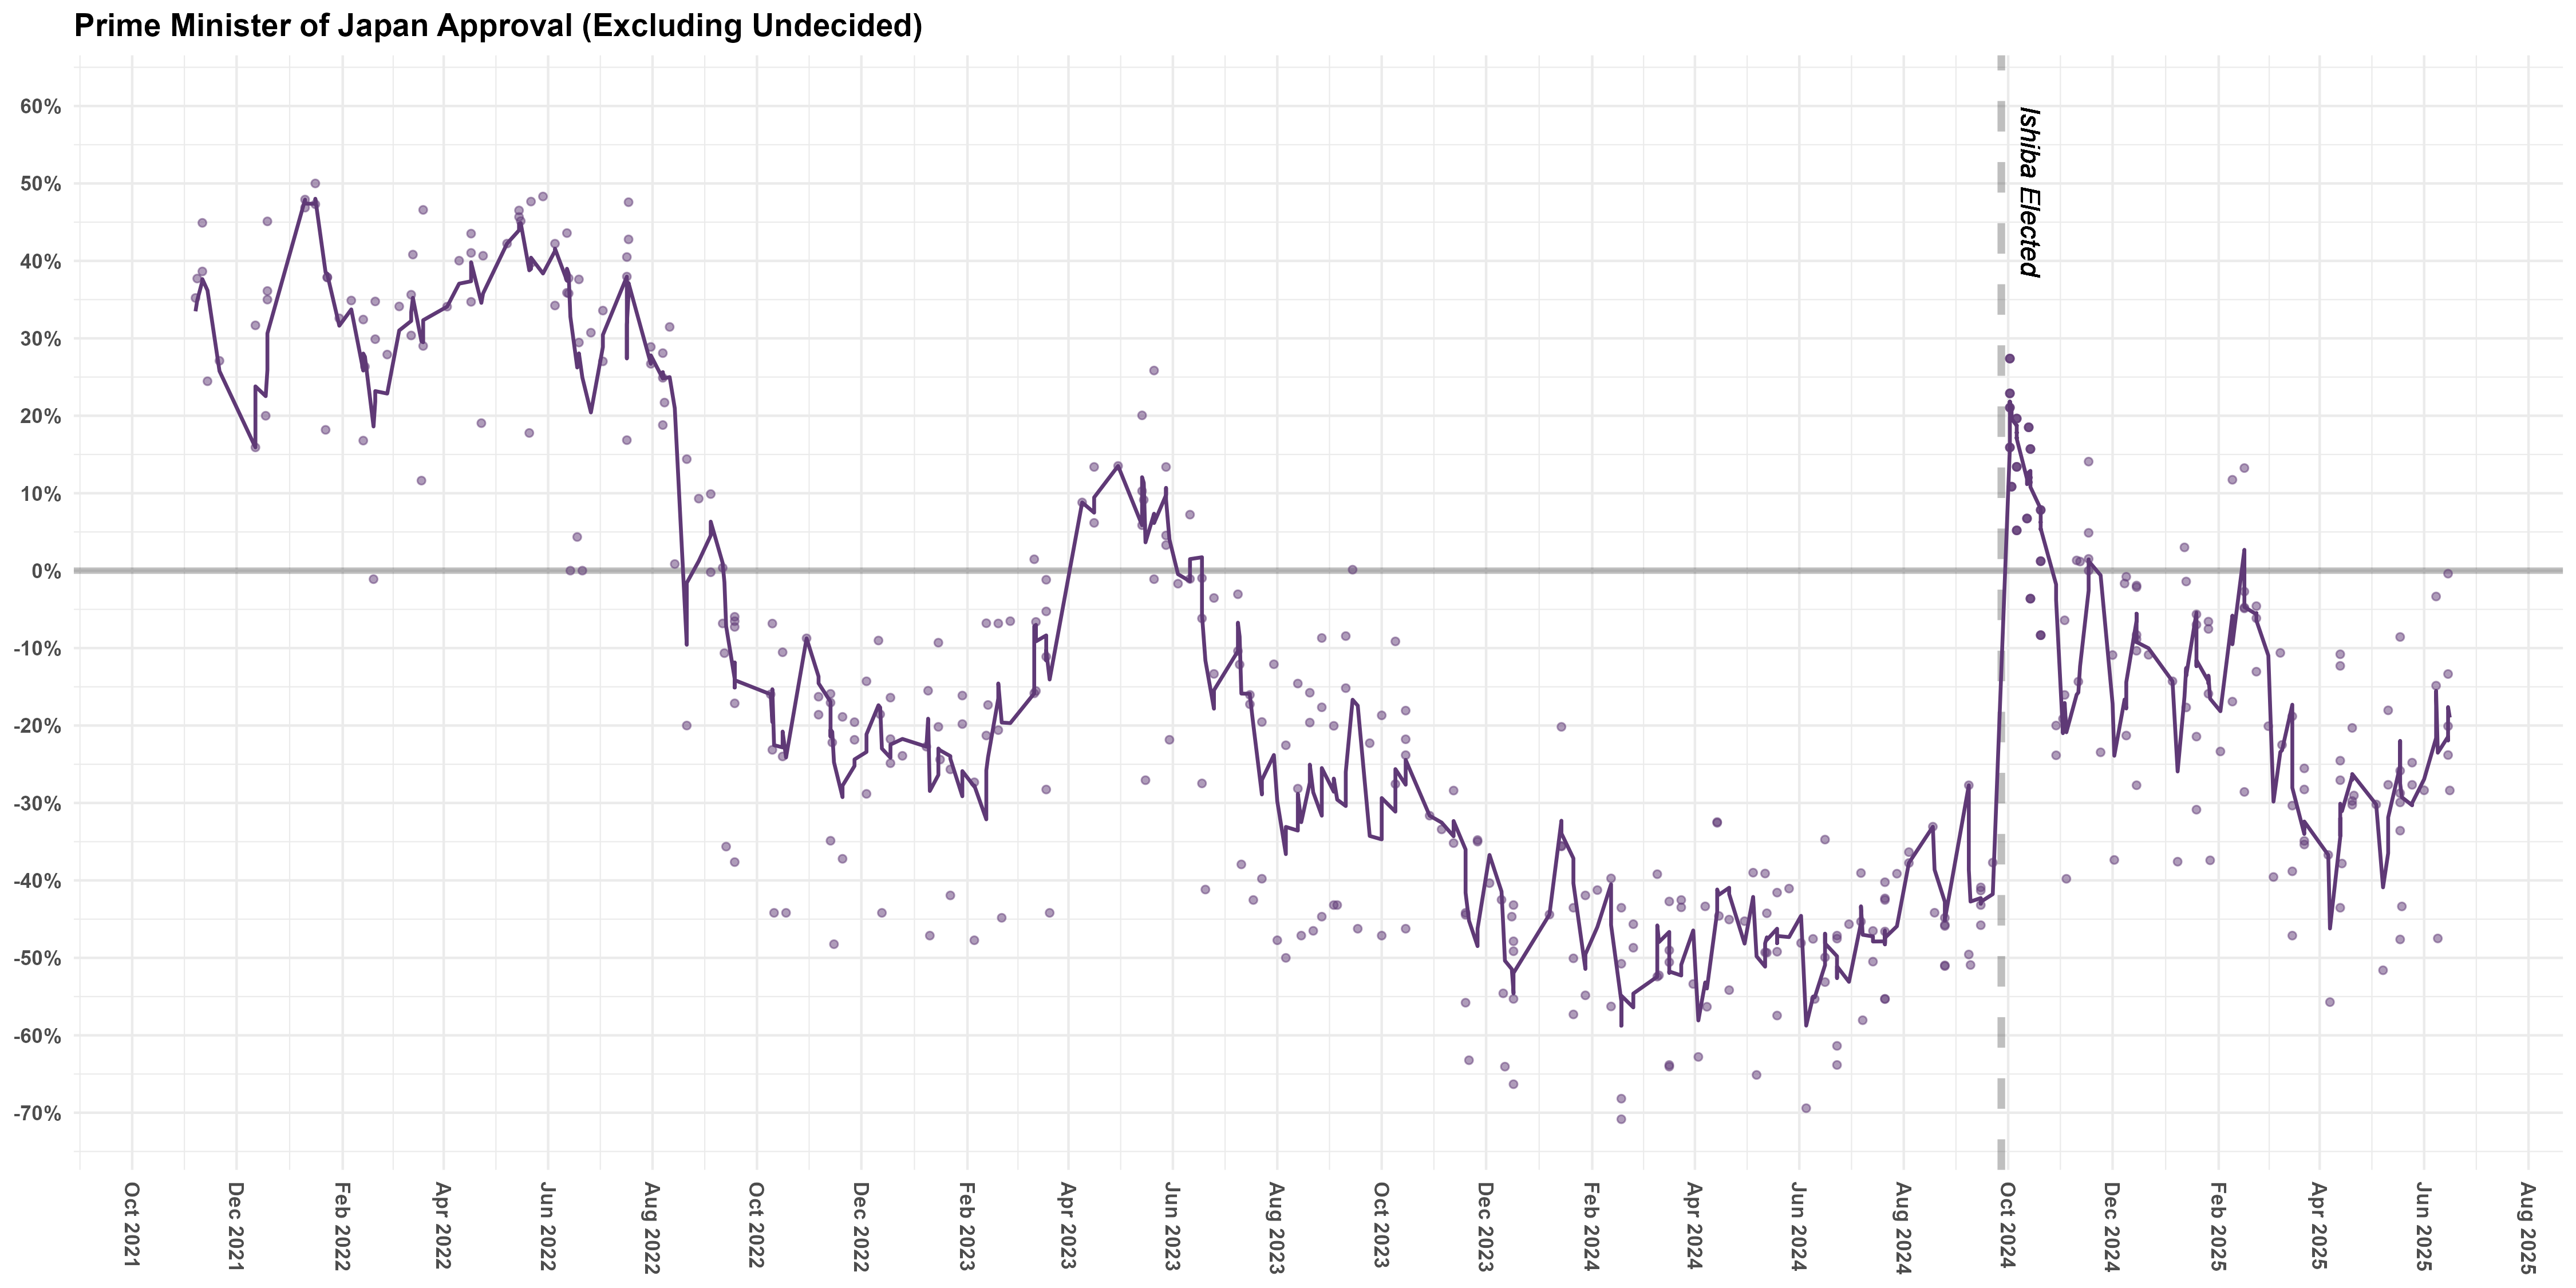 Prime Minister of Japan Approval (Excluding Undecided)
60%
50%
40%
30%
20%
10%
0%
-10%
-20%
-30%
-40%
-50%
-60%
-70%
Ishiba Elected
Oct 2021
Dec 2021
Feb 2022
Apr 2022
Jun 2022
Aug 2022
Oct 2022
Dec 2022
Feb 2023
Apr 2023
Jun 2023
Aug 2023
Oct 2023
Dec 2023
Feb 2024
Apr 2024
Jun 2024
Aug 2024
Oct 2024
Dec 2024
Feb 2025
Apr 2025
Jun 2025
Aug 2025